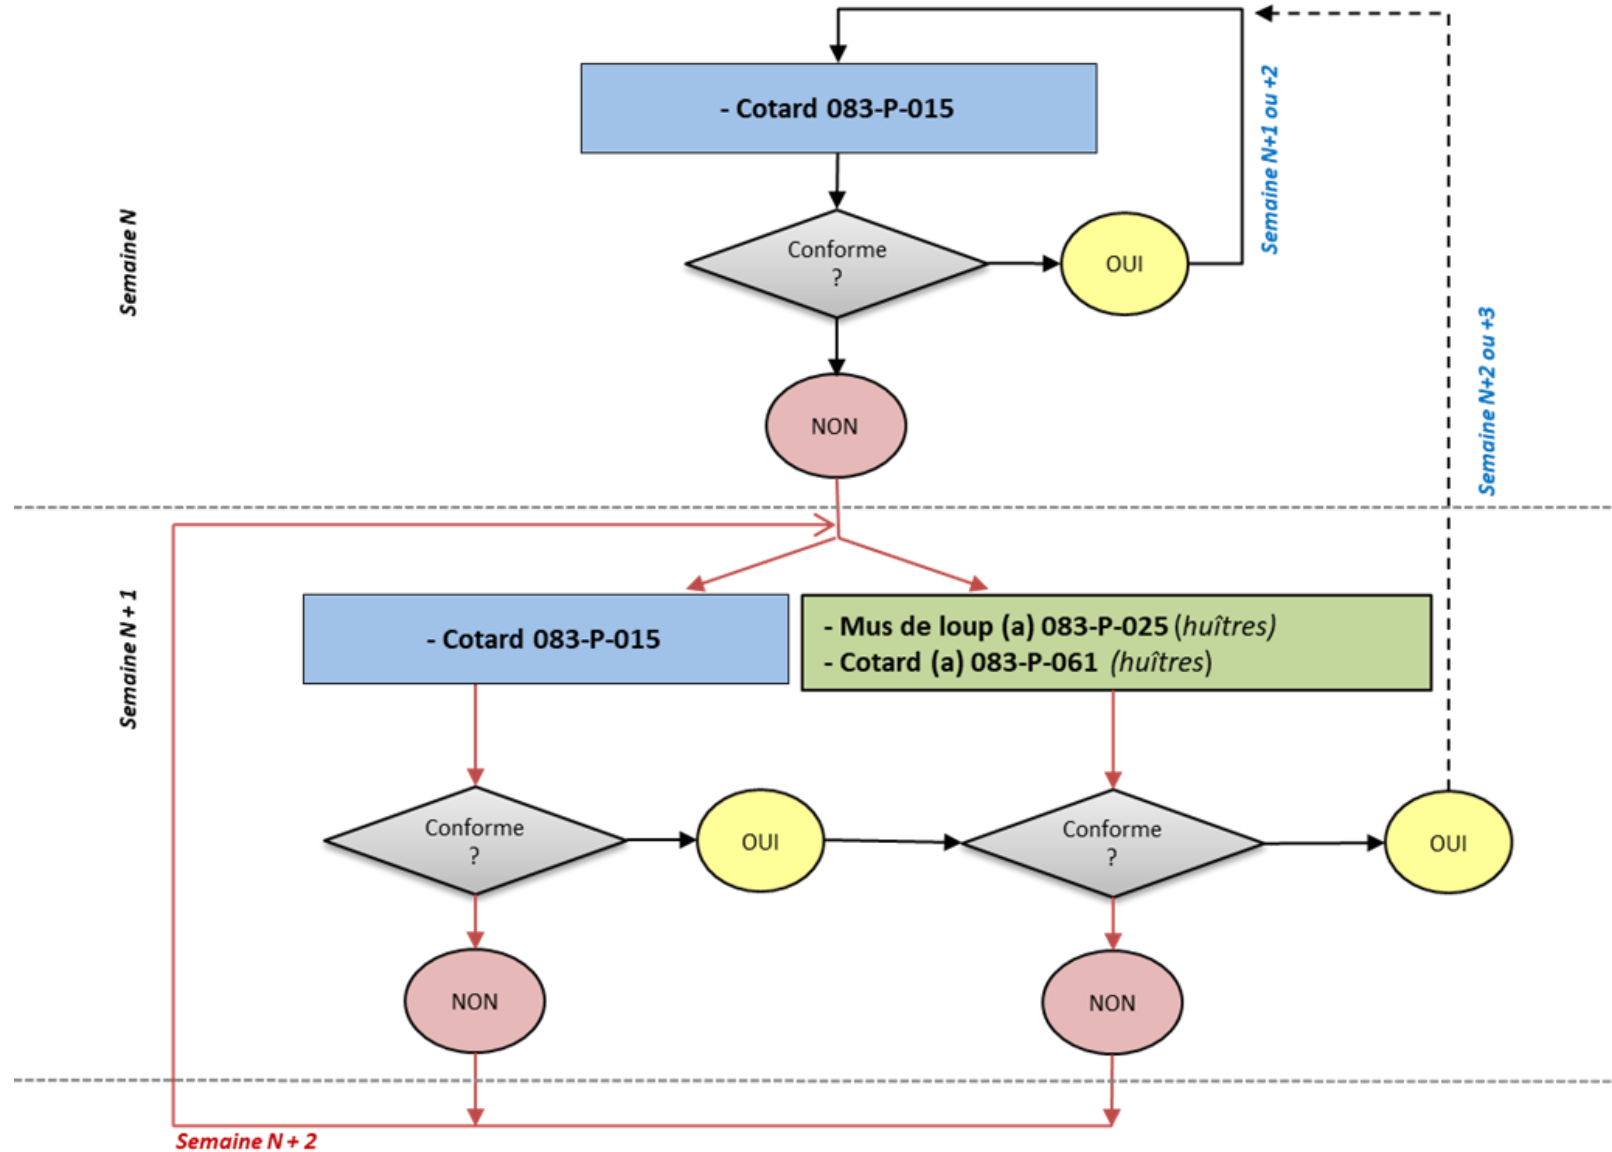 - Cotard 083-P-015
Semaine N+1 ou +2
Semaine N
Conforme
?
OUI
NON
Semaine N+2 ou +3
Semaine N + 1
- Cotard 083-P-015
- Mus de loup (a) 083-P-025 (huîtres)
- Cotard (a) 083-P-061 (huîtres)
Conforme
?
OUI
Conforme
?
OUI
NON
NON
Semaine N + 2